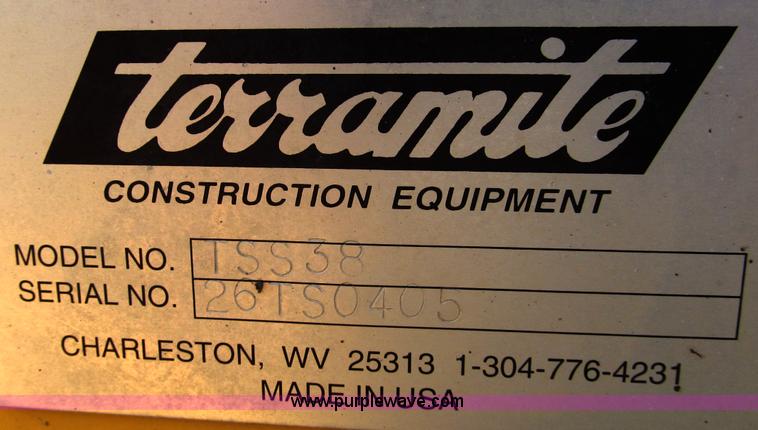 terramite
CONSTRUCTION EQUIPMENT
MODEL NO. TSS38
SERIAL NO. 26TS0405
CHARLESTON, WV 25313 1-304-776-4231
MADE IN USA
www.purplewave.com